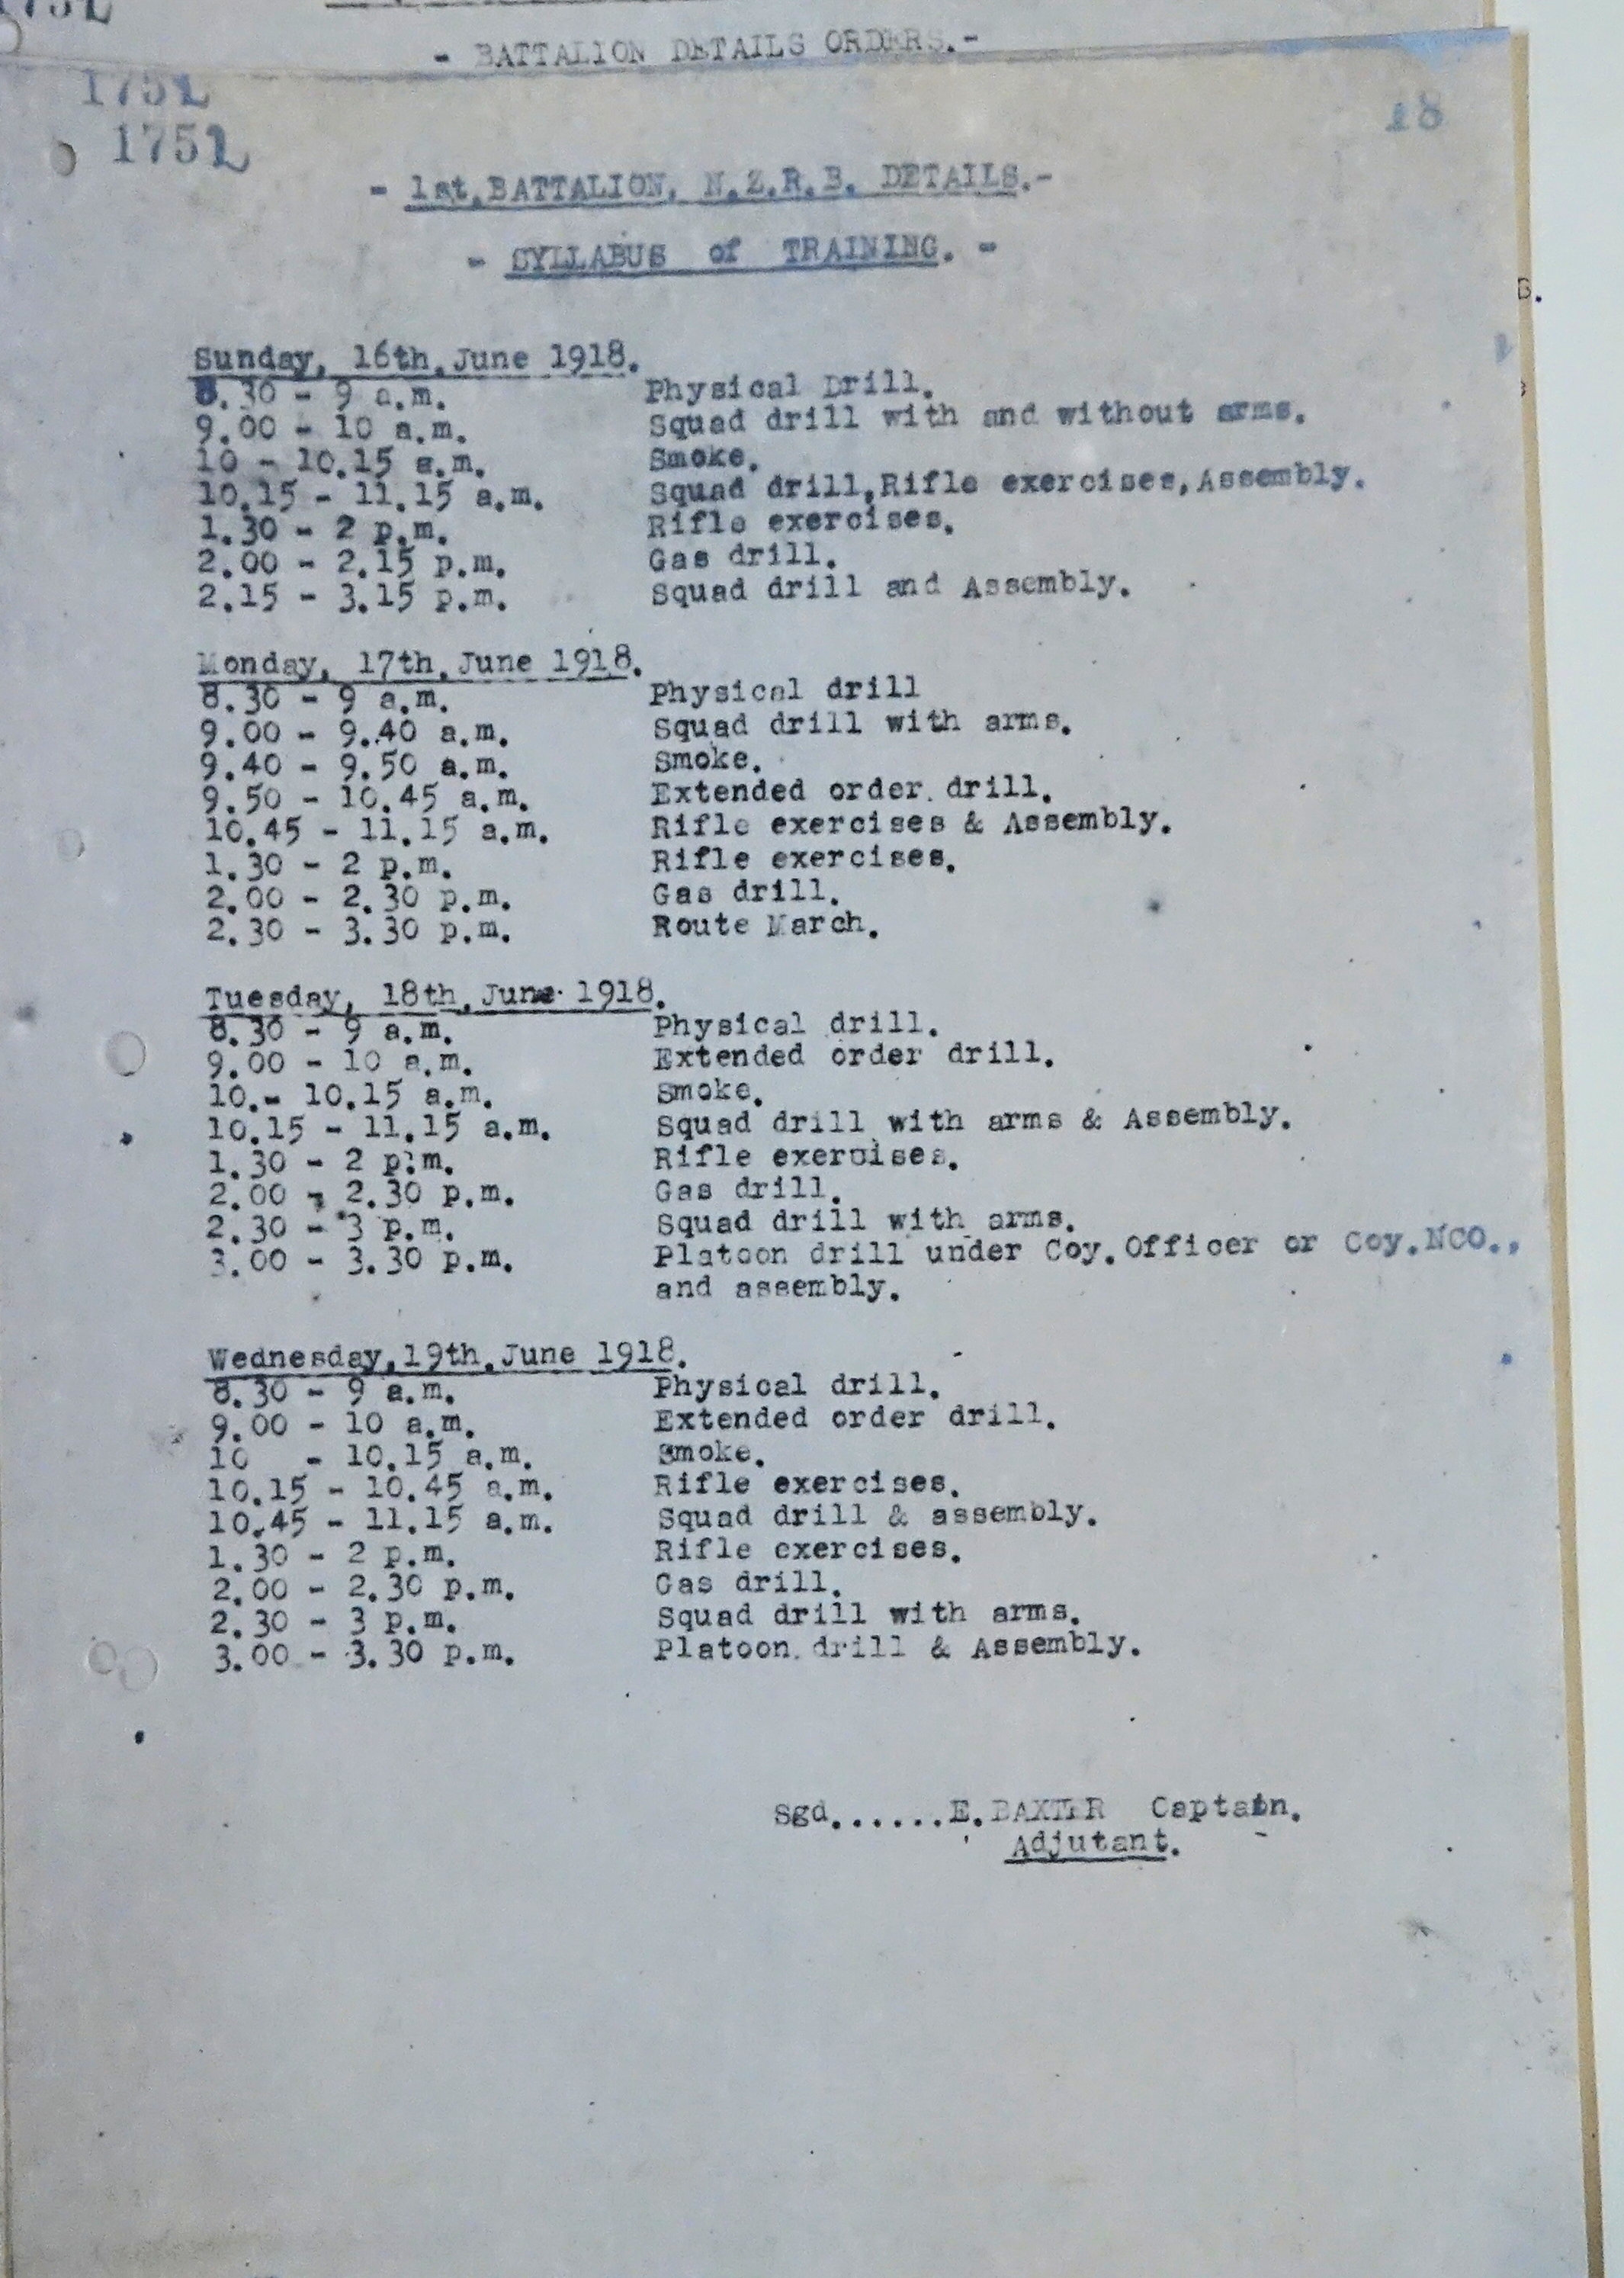 - BATTALION DETAILS ORDERS.-
1752
1752
18
- 1st.BATTALION. N.Z.R.B. DETAILS.-
- SYLLABUS of TRAINING. -
Sunday, 16th.June 1918.
8.30 - 9 a.m. Physical Drill.
9.00 - 10 a.m. Squad drill with and without arms.
10 - 10.15 a.m. Smoke.
10.15 - 11.15 a.m. Squad drill,Rifle exercises,Assembly.
1.30 - 2 p.m. Rifle exercises.
2.00 - 2.15 p.m. Gas drill.
2.15 - 3.15 p.m. Squad drill and Assembly.
Monday, 17th.June 1918.
8.30 - 9 a.m. Physical drill
9.00 - 9.40 a.m. Squad drill with arms.
9.40 - 9.50 a.m. Smoke.
9.50 - 10.45 a.m. Extended order drill.
10.45 - 11.15 a.m. Rifle exercises & Assembly.
1.30 - 2 p.m. Rifle exercises.
2.00 - 2.30 p.m. Gas drill.
2.30 - 3.30 p.m. Route March.
Tuesday, 18th.June 1918.
8.30 - 9 a.m. Physical drill.
9.00 - 10 a.m. Extended order drill.
10.- 10.15 a.m. Smoke.
10.15 - 11.15 a.m. Squad drill with arms & Assembly.
1.30 - 2 p.m. Rifle exercises.
2.00 - 2.30 p.m. Gas drill.
2.30 - 3 p.m. Squad drill with arms.
3.00 - 3.30 p.m. Platoon drill under Coy.Officer or Coy.NCO.,
and assembly.
Wednesday,19th.June 1918.
8.30 - 9 a.m. Physical drill.
9.00 - 10 a.m. Extended order drill.
10 - 10.15 a.m. Smoke.
10.15 - 10.45 a.m. Rifle exercises.
10.45 - 11.15 a.m. Squad drill & assembly.
1.30 - 2 p.m. Rifle exercises.
2.00 - 2.30 p.m. Gas drill.
2.30 - 3 p.m. Squad drill with arms.
3.00 - 3.30 p.m. Platoon drill & Assembly.
Sgd......E.BAXTER Captain.
Adjutant.